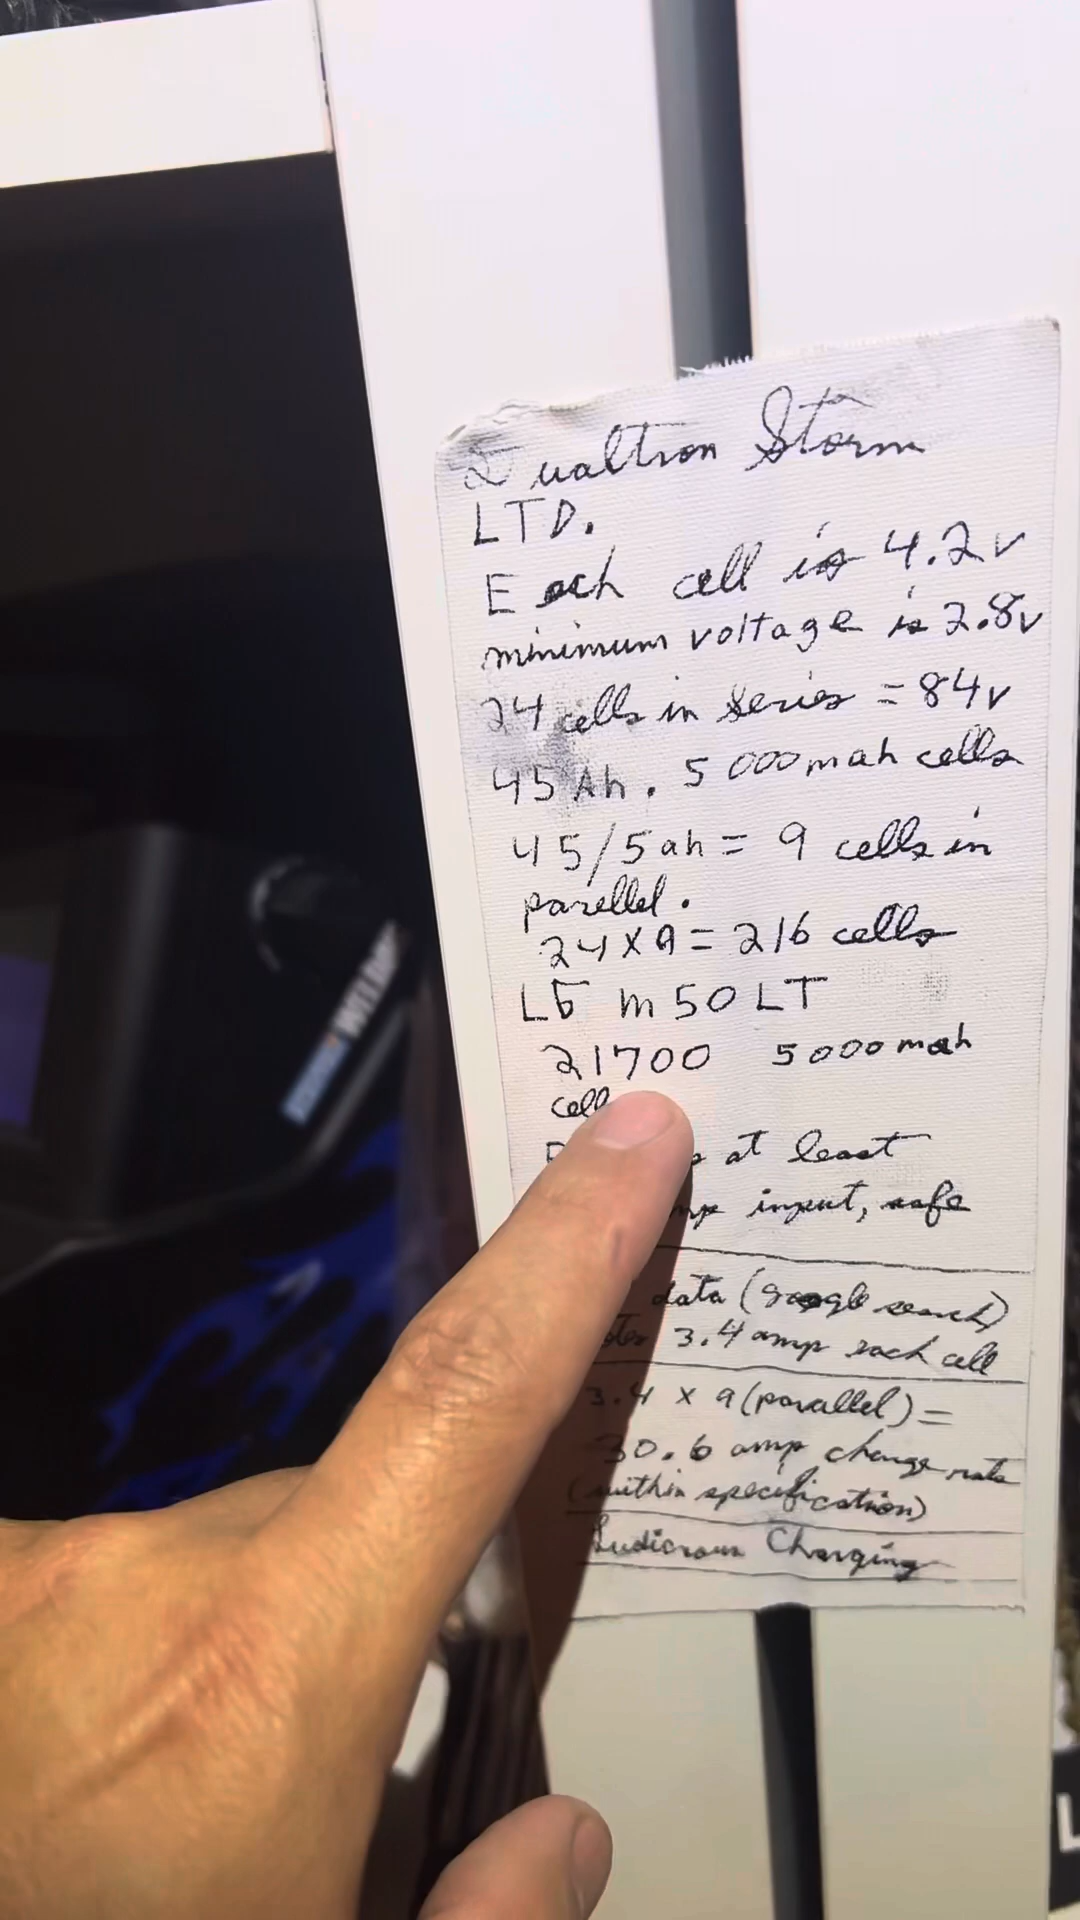 Dualtron Storm
LTD.
Each cell is 4.2v
minimum voltage is 2.8v
24 cells in series = 84v
45Ah. 5000mah cells
45/5ah = 9 cells in
parellel.
24x9=216 cells
LG m50LT
21700 5000mah
cell
at least
input, safe
data (google search)
3.4 amp each cell
3.4 x 9 (parallel) =
30.6 amp charge rate
(within specification)
Ludicrous Charging